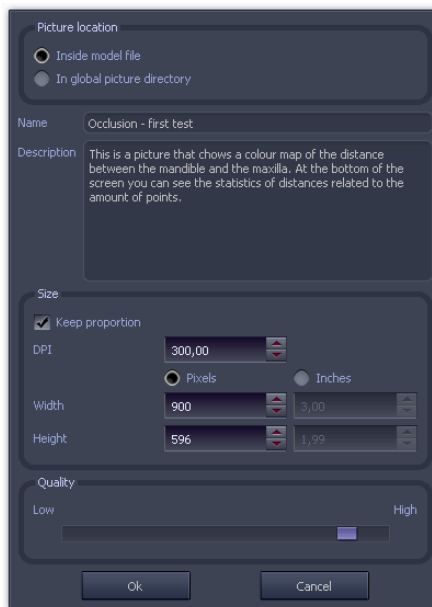 Picture location
Inside model file
In global picture directory
Name
Occlusion - first test
Description
This is a picture that chows a colour map of the distance
between the mandible and the maxilla. At the bottom of the
screen you can see the statistics of distances related to the
amount of points.
Size
Keep proportion
DPI
300,00
Pixels
Inches
Width
900
3,00
Height
596
1,99
Quality
Low
High
Ok
Cancel